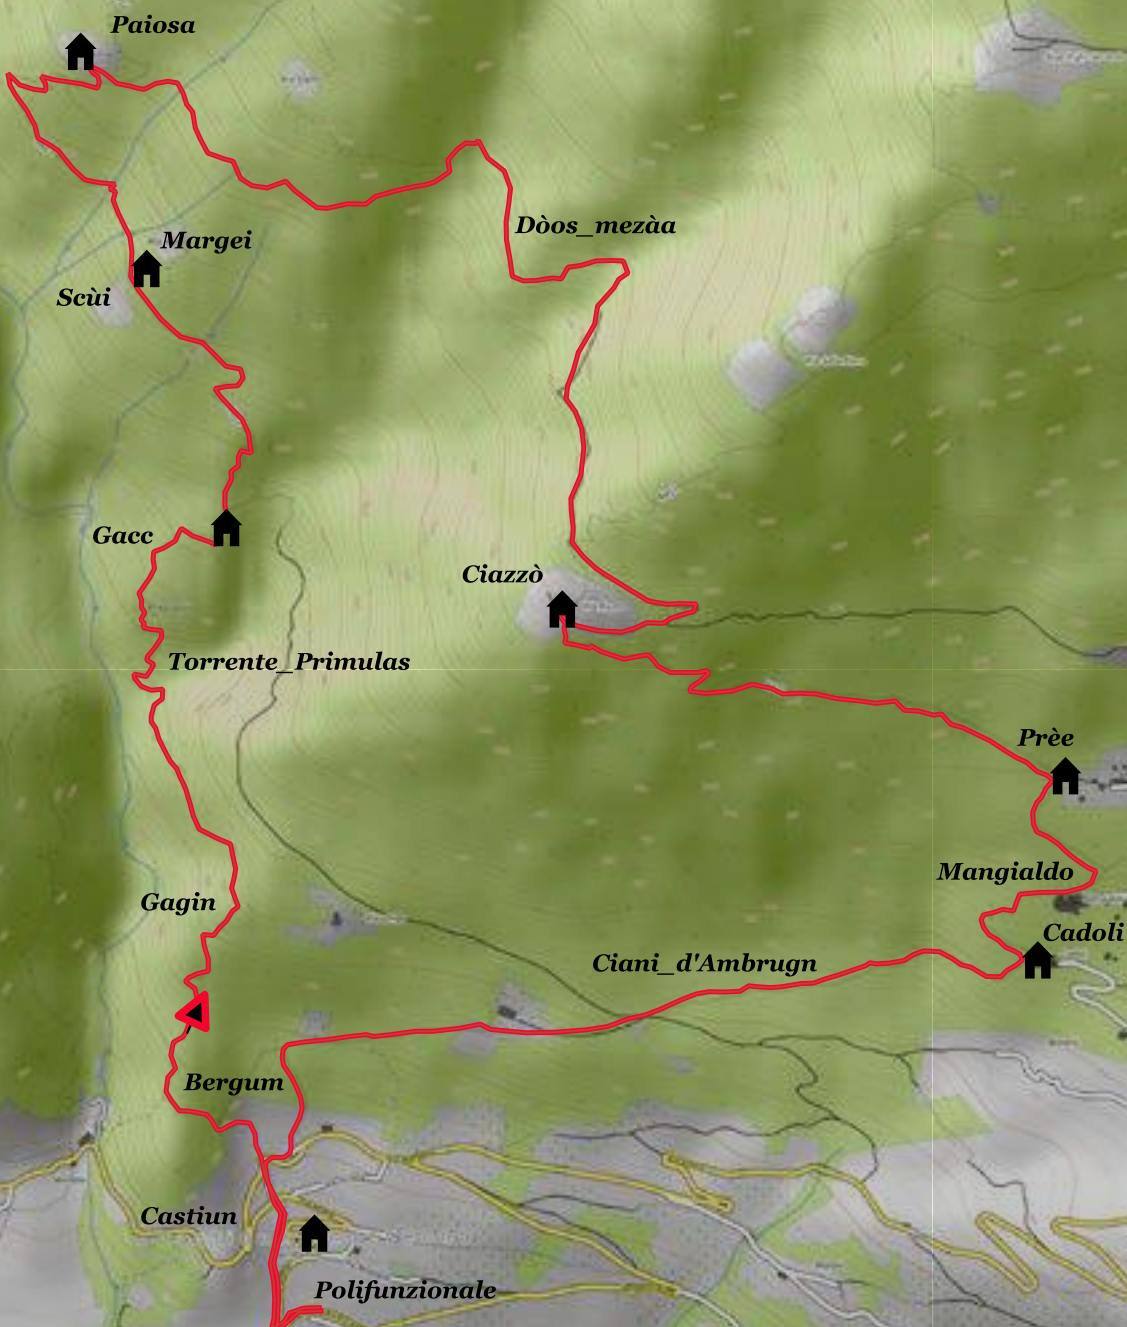 Paiosa
Dòos_mezàa
Margei
Scùi
Gacc
Ciazzò
Torrente_Primulas
Prèe
Mangialdo
Gagin
Cadoli
Ciani_d'Ambrugn
Bergum
Castiun
Polifunzionale